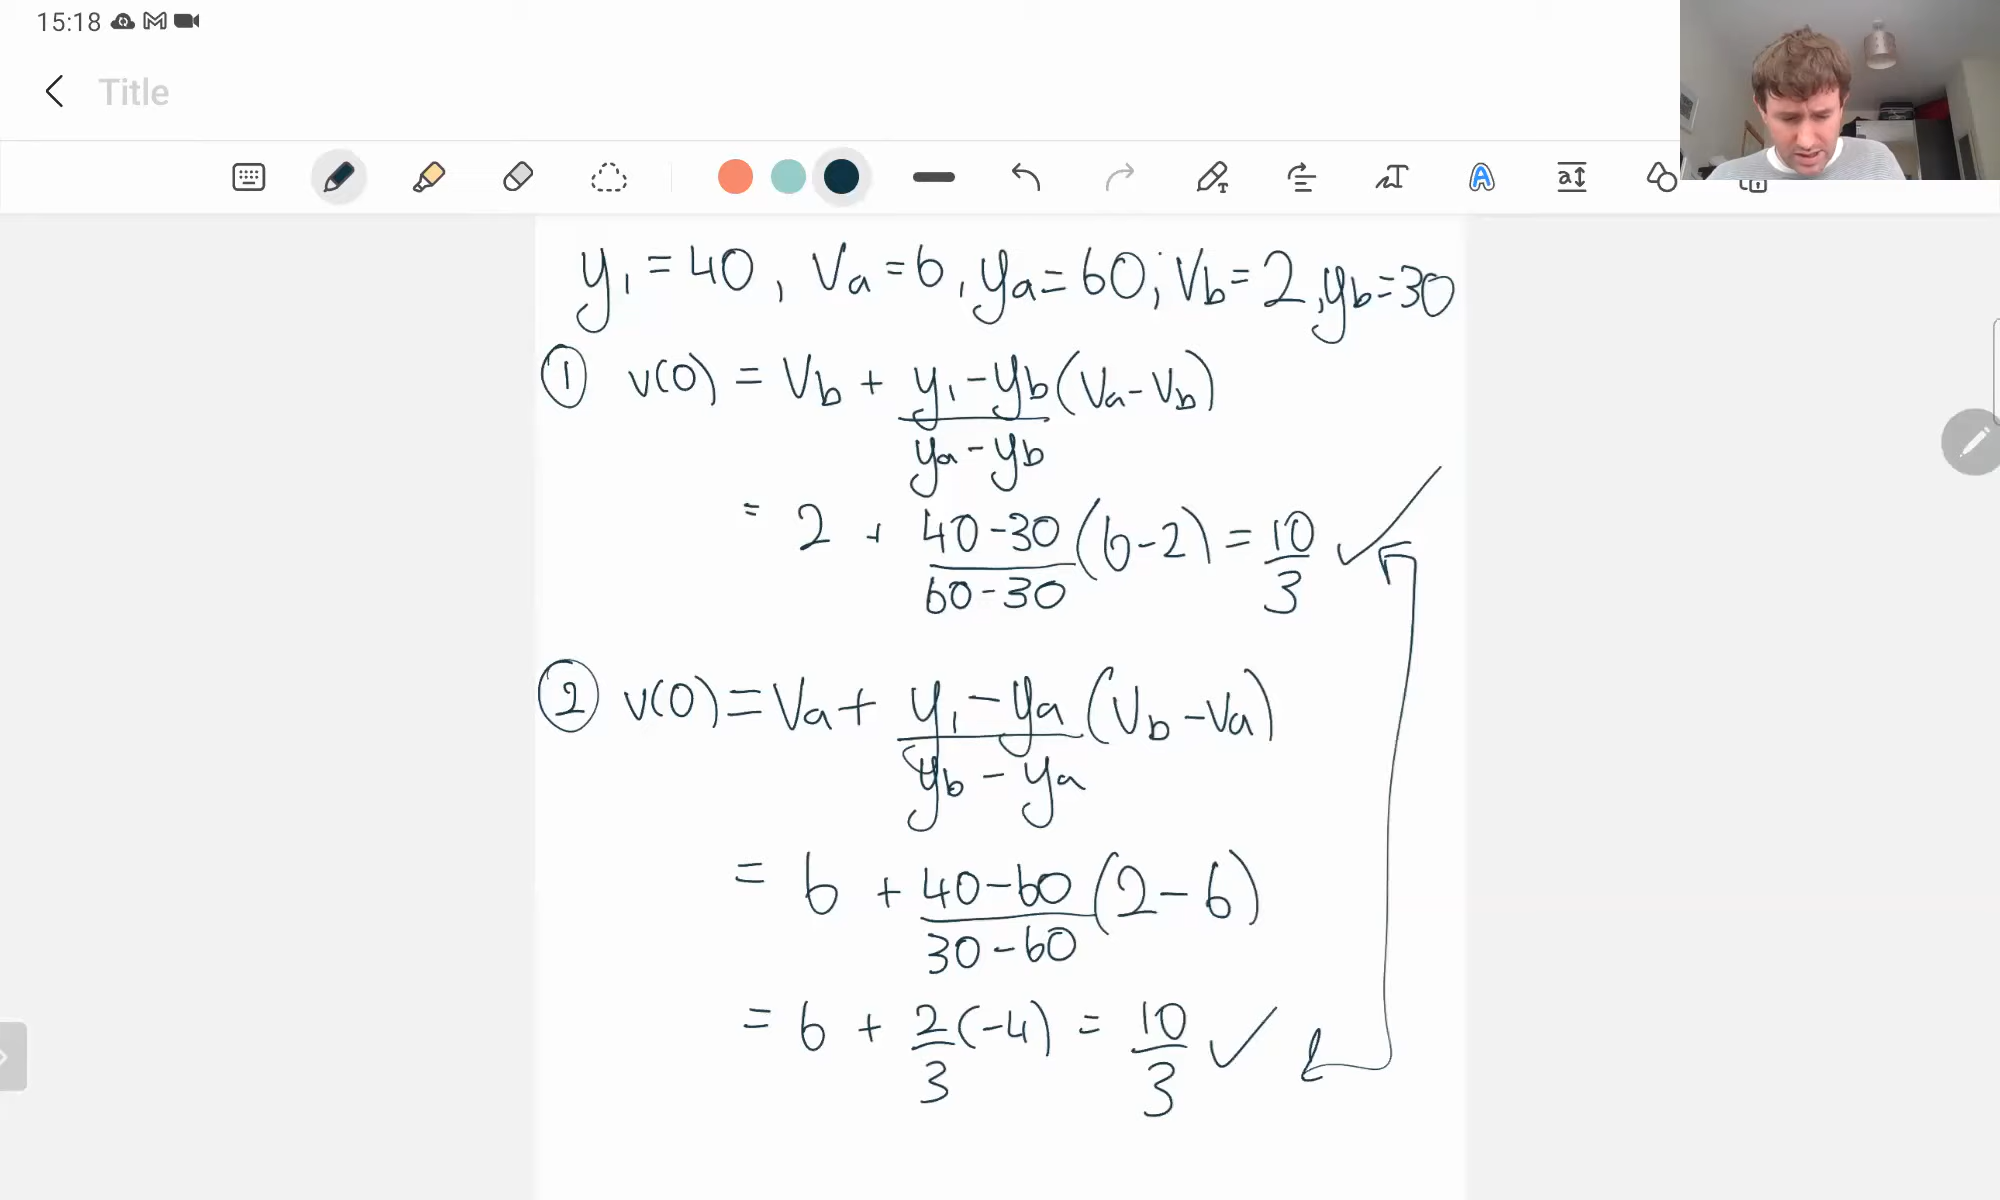 15:18
Title
y₁ = 40, Va = 6, ya = 60; Vb = 2, yb = 30
① v(0) = Vb + (y₁ - yb)/(ya - yb) (Va - Vb)
= 2 + (40 - 30)/(60 - 30) (6 - 2) = 10/3 ✓
② v(0) = Va + (y₁ - ya)/(yb - ya) (Vb - Va)
= 6 + (40 - 60)/(30 - 60) (2 - 6)
= 6 + 2/3 (-4) = 10/3 ✓